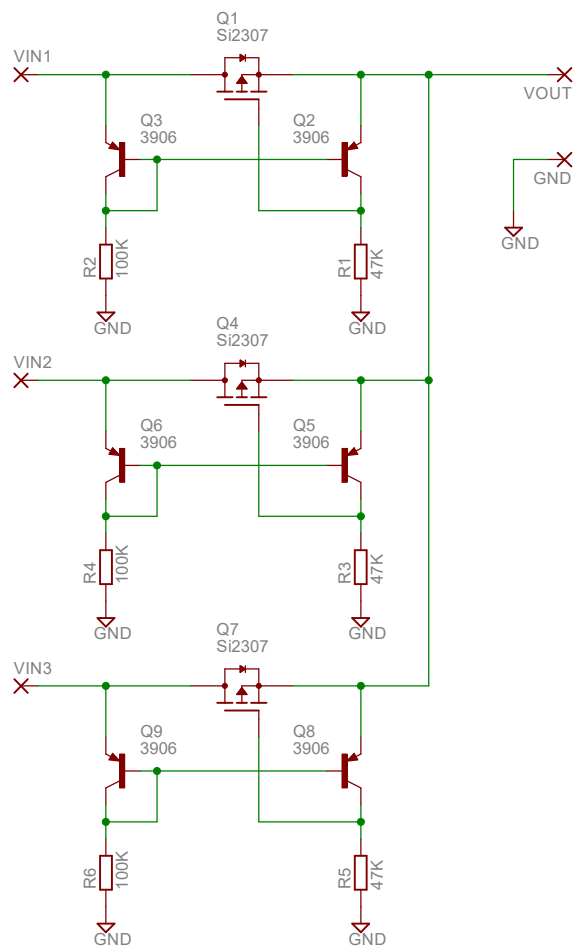 Q1
Si2307
VIN1
VOUT
Q3
3906
Q2
3906
GND
R2
100K
R1
47K
GND
GND
GND
Q4
Si2307
VIN2
Q6
3906
Q5
3906
R4
100K
R3
47K
GND
GND
Q7
Si2307
VIN3
Q9
3906
Q8
3906
R6
100K
R5
47K
GND
GND